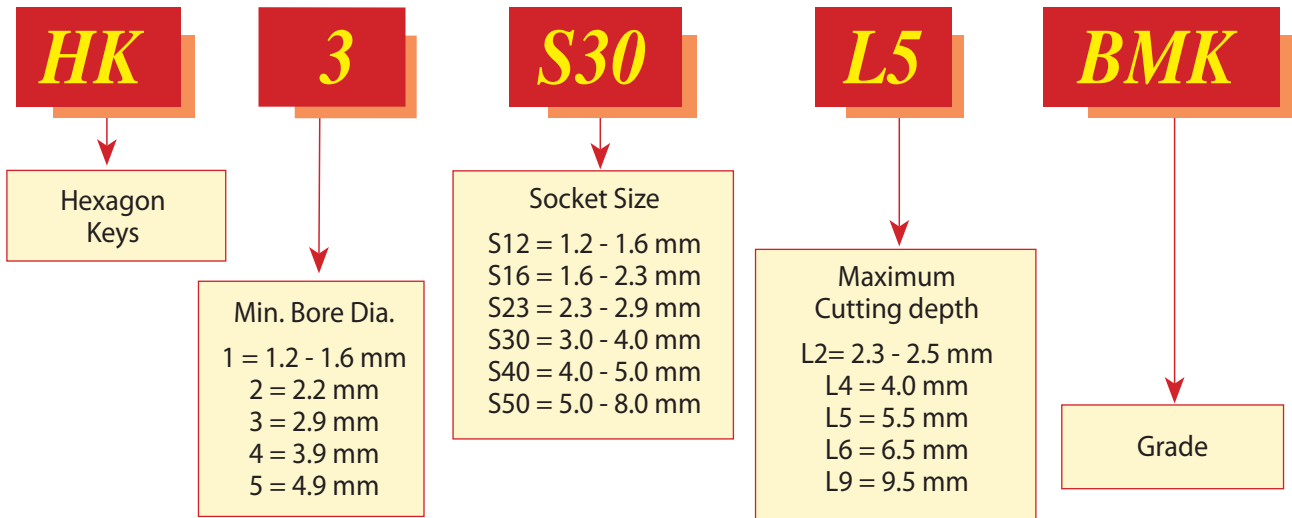 HK 3 S30 L5 BMK
Hexagon
Keys
Min. Bore Dia.
1 = 1.2 - 1.6 mm
2 = 2.2 mm
3 = 2.9 mm
4 = 3.9 mm
5 = 4.9 mm
Socket Size
S12 = 1.2 - 1.6 mm
S16 = 1.6 - 2.3 mm
S23 = 2.3 - 2.9 mm
S30 = 3.0 - 4.0 mm
S40 = 4.0 - 5.0 mm
S50 = 5.0 - 8.0 mm
Maximum
Cutting depth
L2= 2.3 - 2.5 mm
L4 = 4.0 mm
L5 = 5.5 mm
L6 = 6.5 mm
L9 = 9.5 mm
Grade